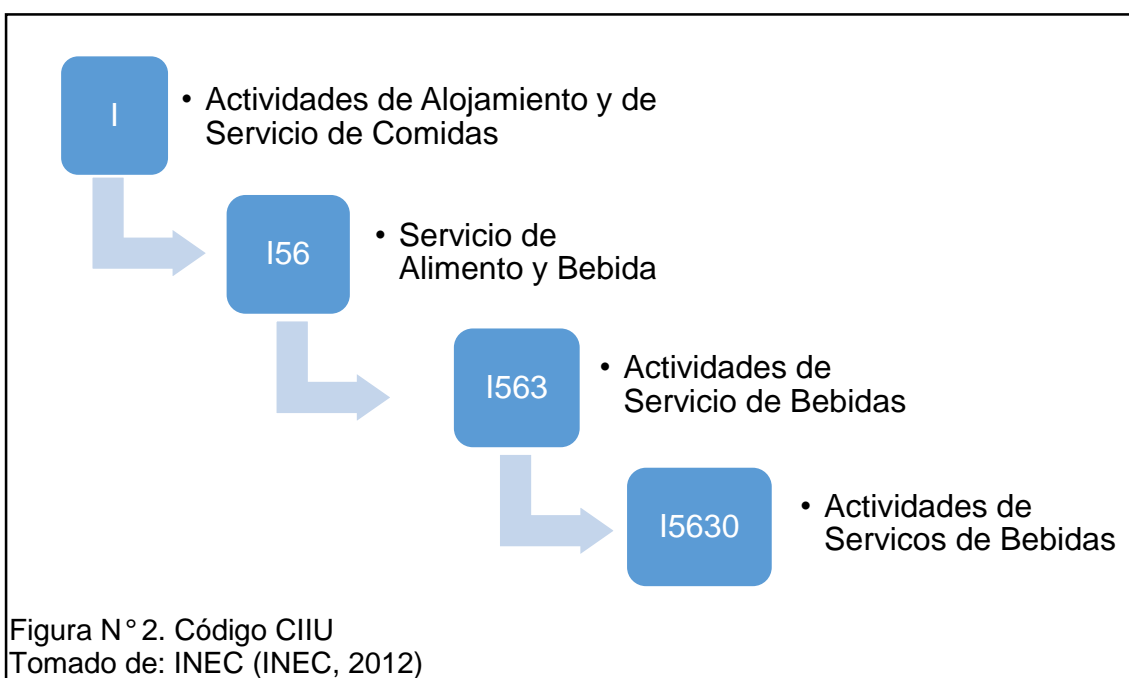 I
• Actividades de Alojamiento y de
Servicio de Comidas
I56
• Servicio de
Alimento y Bebida
I563
• Actividades de
Servicio de Bebidas
I5630
• Actividades de
Servicos de Bebidas
Figura N° 2. Código CIIU
Tomado de: INEC (INEC, 2012)